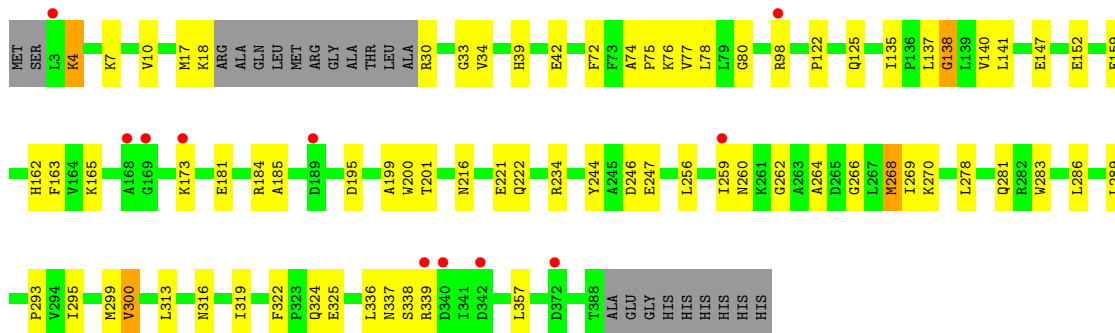 MET SER L3 K4 K7 V10 M17 K18 ARG ALA GLN LEU MET ARG GLY ALA THR LEU ALA R30 G33 V34 H39 E42 F72 F73 A74 P75 K76 V77 L78 L79 G80 R98 P122 Q125 I135 P136 L137 G138 L139 V140 L141 E147 E152 E159
H162 F163 V164 K165 A168 G169 K173 E181 R184 A185 D189 D195 A199 W200 T201 N216 E221 Q222 R234 Y244 A245 D246 E247 L256 I259 N260 K261 G262 A263 A264 D265 G266 L267 M268 I269 K270 L278 Q281 R282 W283 L286 L289
P293 V294 I295 M299 V300 L313 N316 I319 F322 P323 Q324 E325 L336 N337 S338 R339 D340 I341 D342 L357 D372 T388 ALA GLU GLY HIS HIS HIS HIS HIS HIS